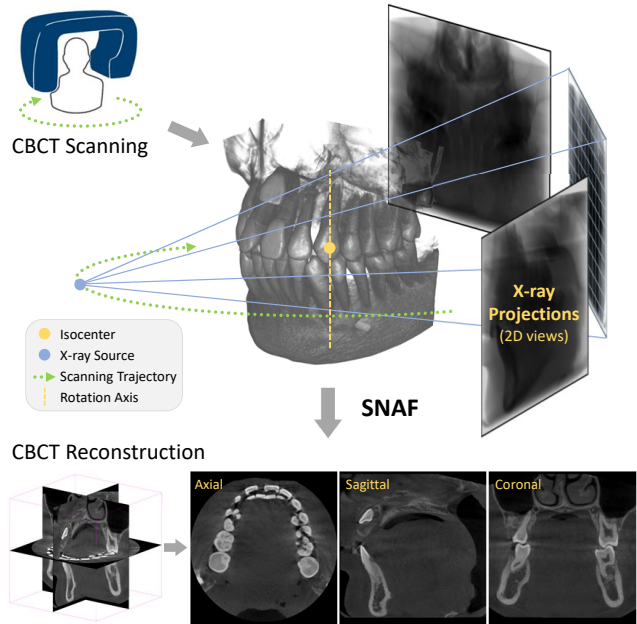 CBCT Scanning
X-ray
Projections
(2D views)
Isocenter
X-ray Source
Scanning Trajectory
Rotation Axis
SNAF
CBCT Reconstruction
Axial
Sagittal
Coronal